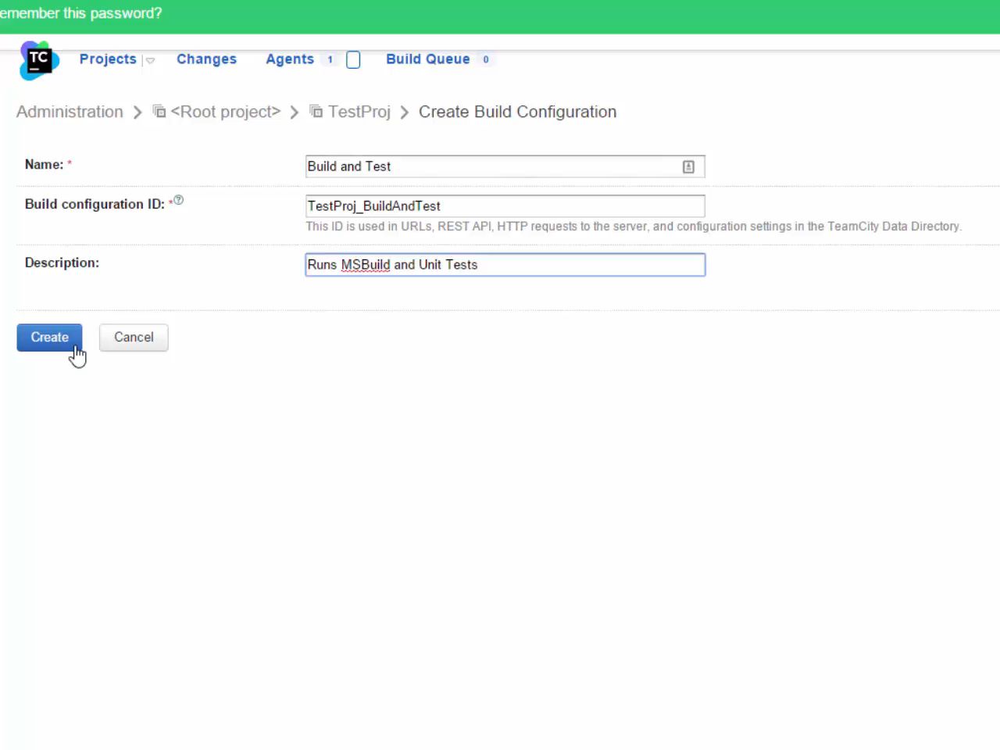 emember this password?
TC
Projects
Changes
Agents 1
Build Queue 0
Administration > <Root project> > TestProj > Create Build Configuration
Name: * Build and Test
Build configuration ID: * ? TestProj_BuildAndTest
This ID is used in URLs, REST API, HTTP requests to the server, and configuration settings in the TeamCity Data Directory.
Description: Runs MSBuild and Unit Tests
Create Cancel